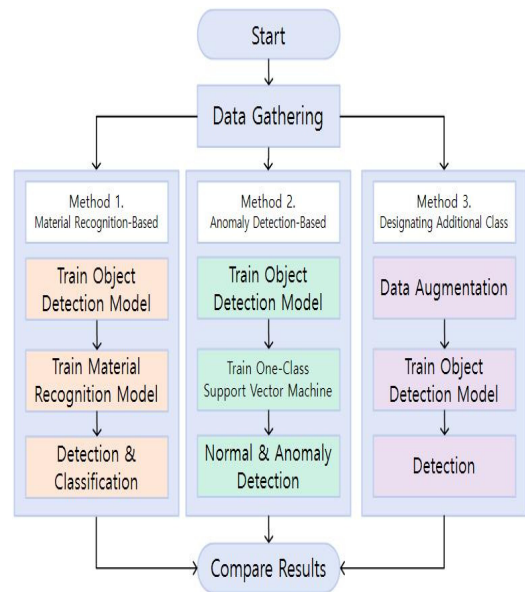 Start
Data Gathering
Method 1.
Material Recognition-Based
Train Object
Detection Model
Train Material
Recognition Model
Detection &
Classification
Method 2.
Anomaly Detection-Based
Train Object
Detection Model
Train One-Class
Support Vector Machine
Normal & Anomaly
Detection
Method 3.
Designating Additional Class
Data Augmentation
Train Object
Detection Model
Detection
Compare Results